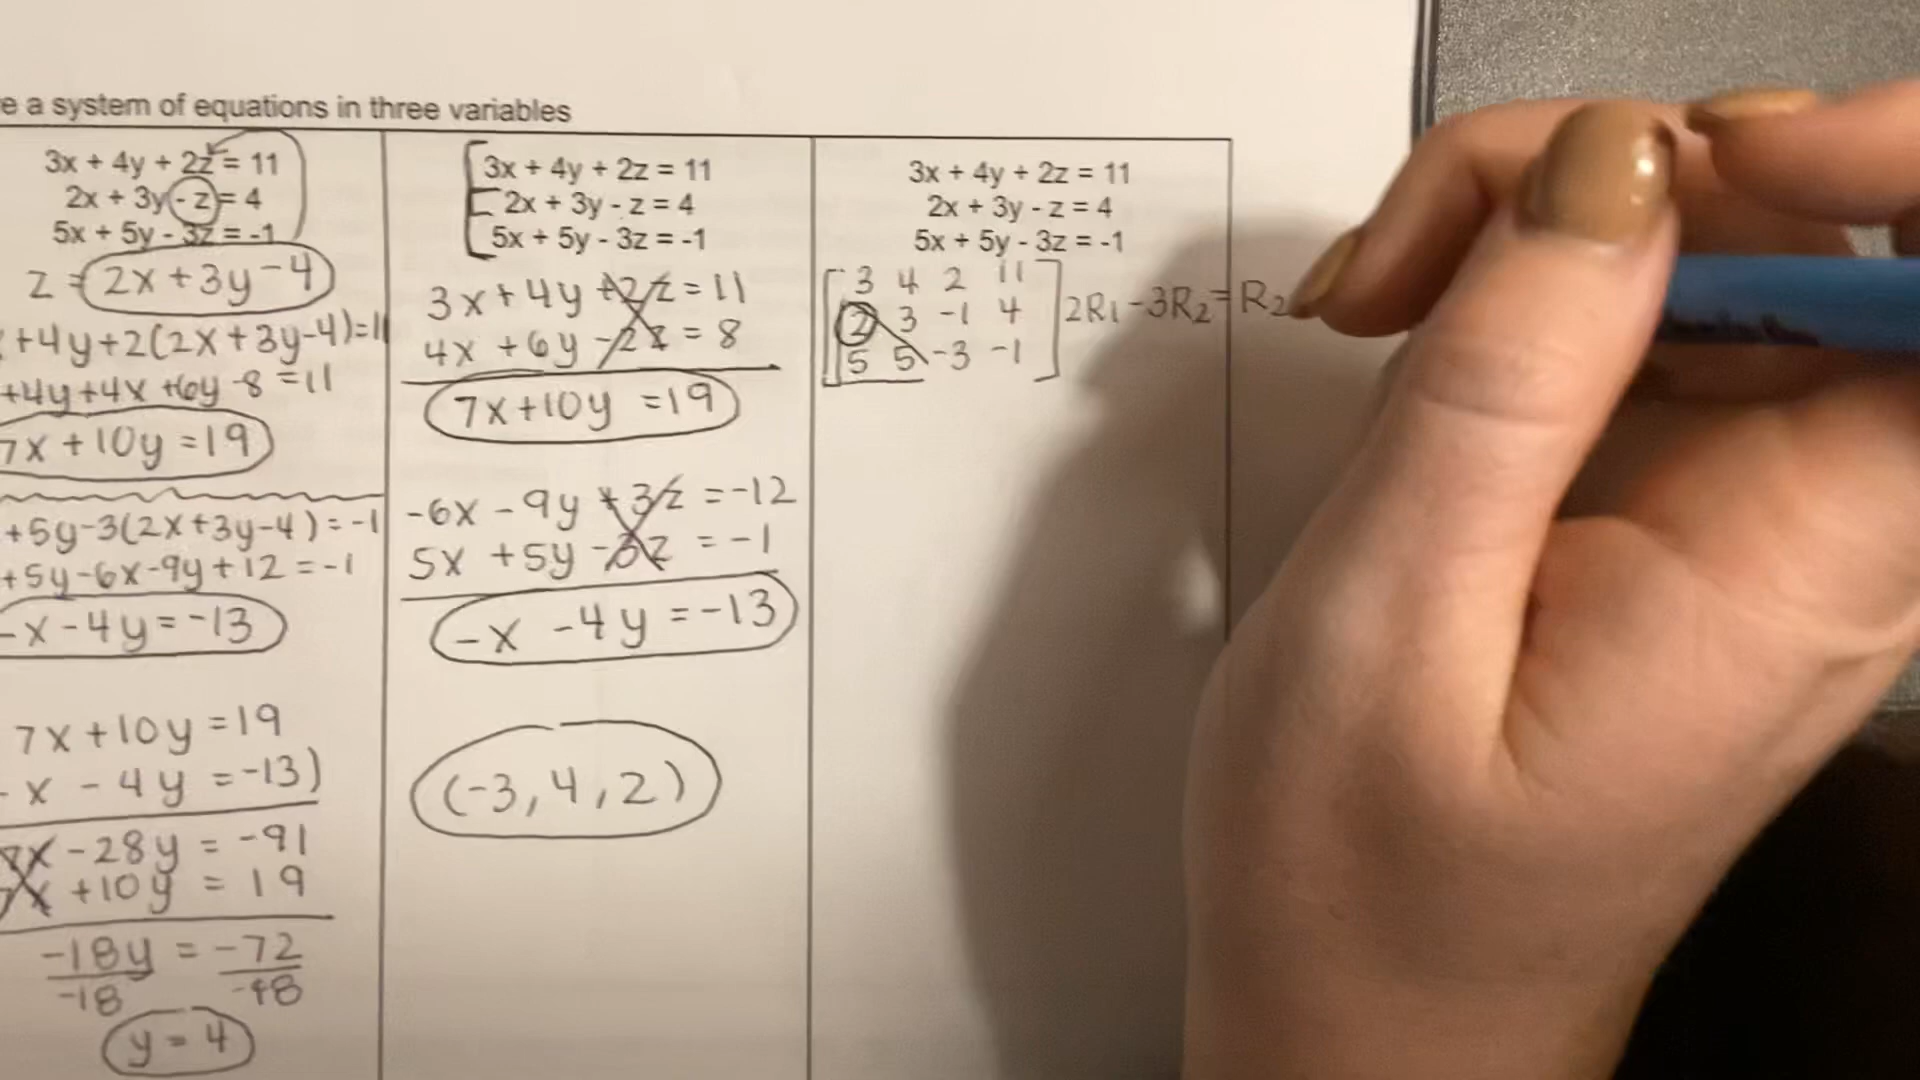 e a system of equations in three variables
3x + 4y + 2z = 11
2x + 3y - z = 4
5x + 5y - 3z = -1
z = 2x + 3y - 4
+4y+2(2x+3y-4)=11
+4y+4x+6y-8=11
7x + 10y = 19
+5y-3(2x+3y-4)=-1
+5y-6x-9y+12=-1
-x-4y=-13
7x+10y=19
-x-4y=-13)
7x-28y=-91
7x+10y=19
-18y = -72
-18 -18
y = 4
3x + 4y + 2z = 11
2x + 3y - z = 4
5x + 5y - 3z = -1
3x+4y+2z=11
4x+6y-2z=8
7x+10y=19
-6x-9y+3z=-12
5x+5y-3z=-1
-x-4y=-13
(-3,4,2)
3x + 4y + 2z = 11
2x + 3y - z = 4
5x + 5y - 3z = -1
3 4 2 11
2 3 -1 4 2R₁-3R₂=R₂
5 5 -3 -1